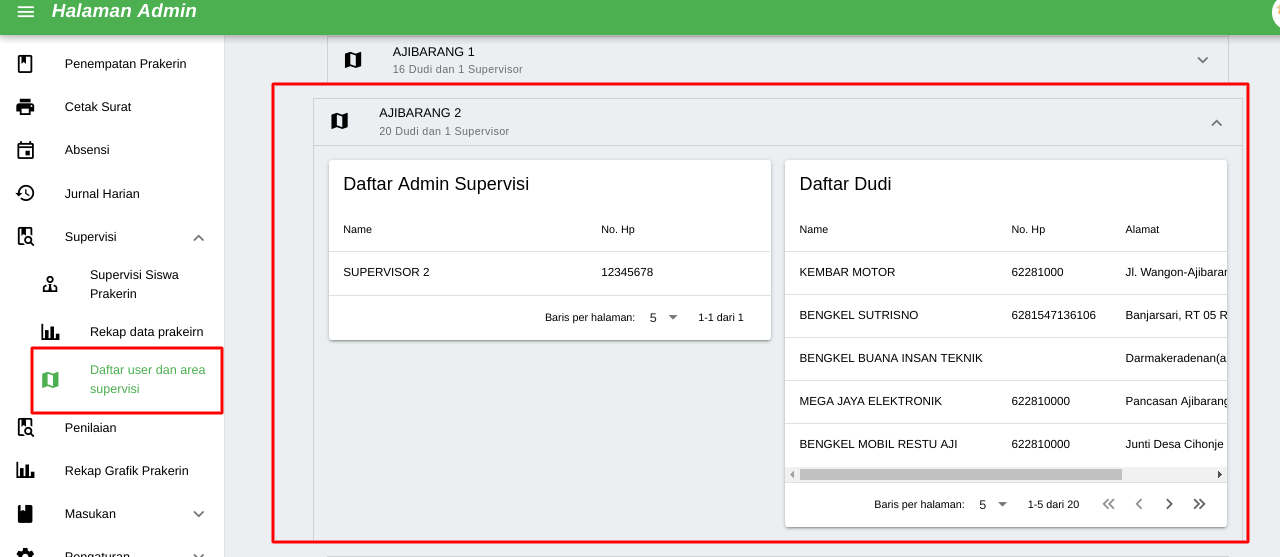 Halaman Admin
Penempatan Prakerin
Cetak Surat
Absensi
Jurnal Harian
Supervisi
Supervisi Siswa
Prakerin
Rekap data prakeirn
Daftar user dan area
supervisi
Penilaian
Rekap Grafik Prakerin
Masukan
Pengaturan
AJIBARANG 1
16 Dudi dan 1 Supervisor
AJIBARANG 2
20 Dudi dan 1 Supervisor
Daftar Admin Supervisi
Name No. Hp
SUPERVISOR 2 12345678
Baris per halaman: 5 1-1 dari 1
Daftar Dudi
Name No. Hp Alamat
KEMBAR MOTOR 62281000 Jl. Wangon-Ajibarar
BENGKEL SUTRISNO 6281547136106 Banjarsari, RT 05 R
BENGKEL BUANA INSAN TEKNIK Darmakeradenan(a
MEGA JAYA ELEKTRONIK 622810000 Pancasan Ajibarang
BENGKEL MOBIL RESTU AJI 622810000 Junti Desa Cihonje
Baris per halaman: 5 1-5 dari 20